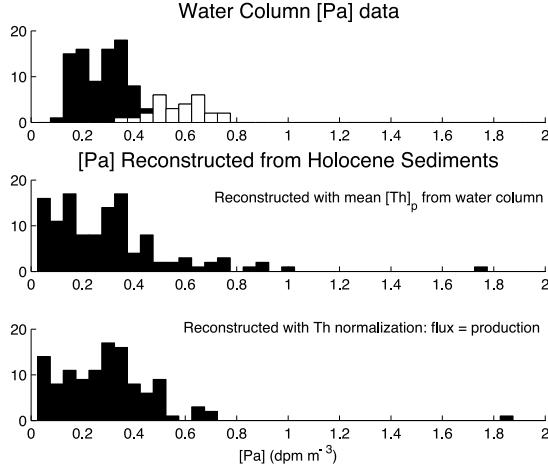 Water Column [Pa] data
20
10
0
0 0.2 0.4 0.6 0.8 1 1.2 1.4 1.6 1.8 2
[Pa] Reconstructed from Holocene Sediments
20
Reconstructed with mean [Th]p from water column
10
0
0 0.2 0.4 0.6 0.8 1 1.2 1.4 1.6 1.8 2
20
Reconstructed with Th normalization: flux = production
10
0
0 0.2 0.4 0.6 0.8 1 1.2 1.4 1.6 1.8 2
[Pa] (dpm m⁻³)